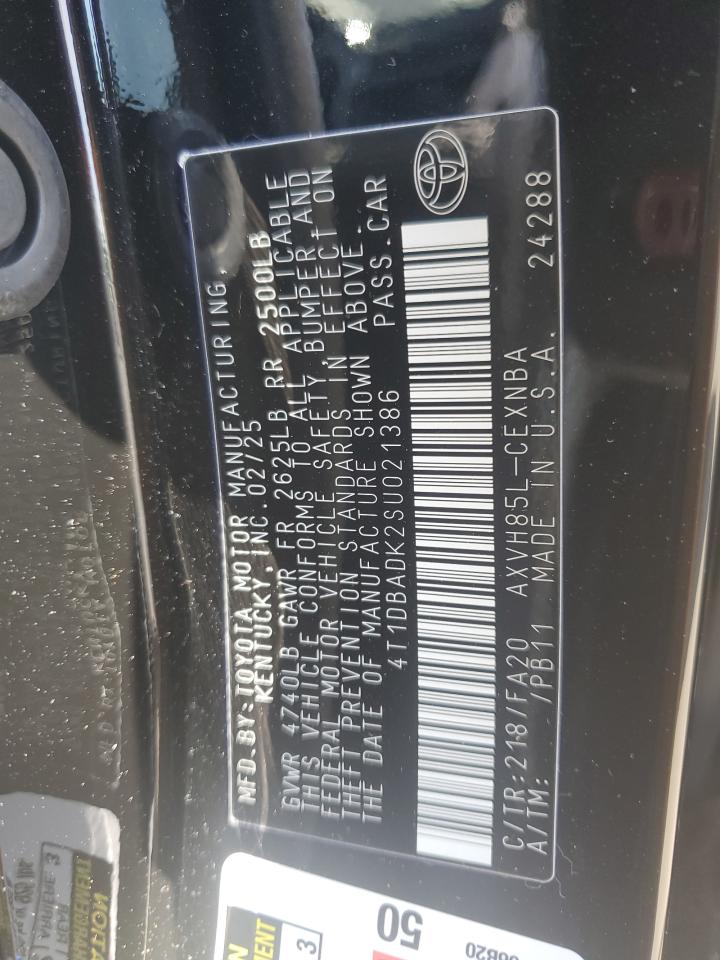 MFD.BY:TOYOTA MOTOR MANUFACTURING,
KENTUCKY,INC.02/25
GVWR 4740LB GAWR FR 2625LB RR 2500LB
THIS VEHICLE CONFORMS TO ALL APPLICABLE
FEDERAL MOTOR VEHICLE SAFETY, BUMPER,AND
THEFT PREVENTION STANDARDS IN EFFECT ON
THE DATE OF MANUFACTURE SHOWN ABOVE.
4T1DBADK2SU021386 PASS.CAR
C/TR:218/FA20 AXVH85L-CEXNBA 24288
A/TM: /PB11 MADE IN U.S.A.
3
50